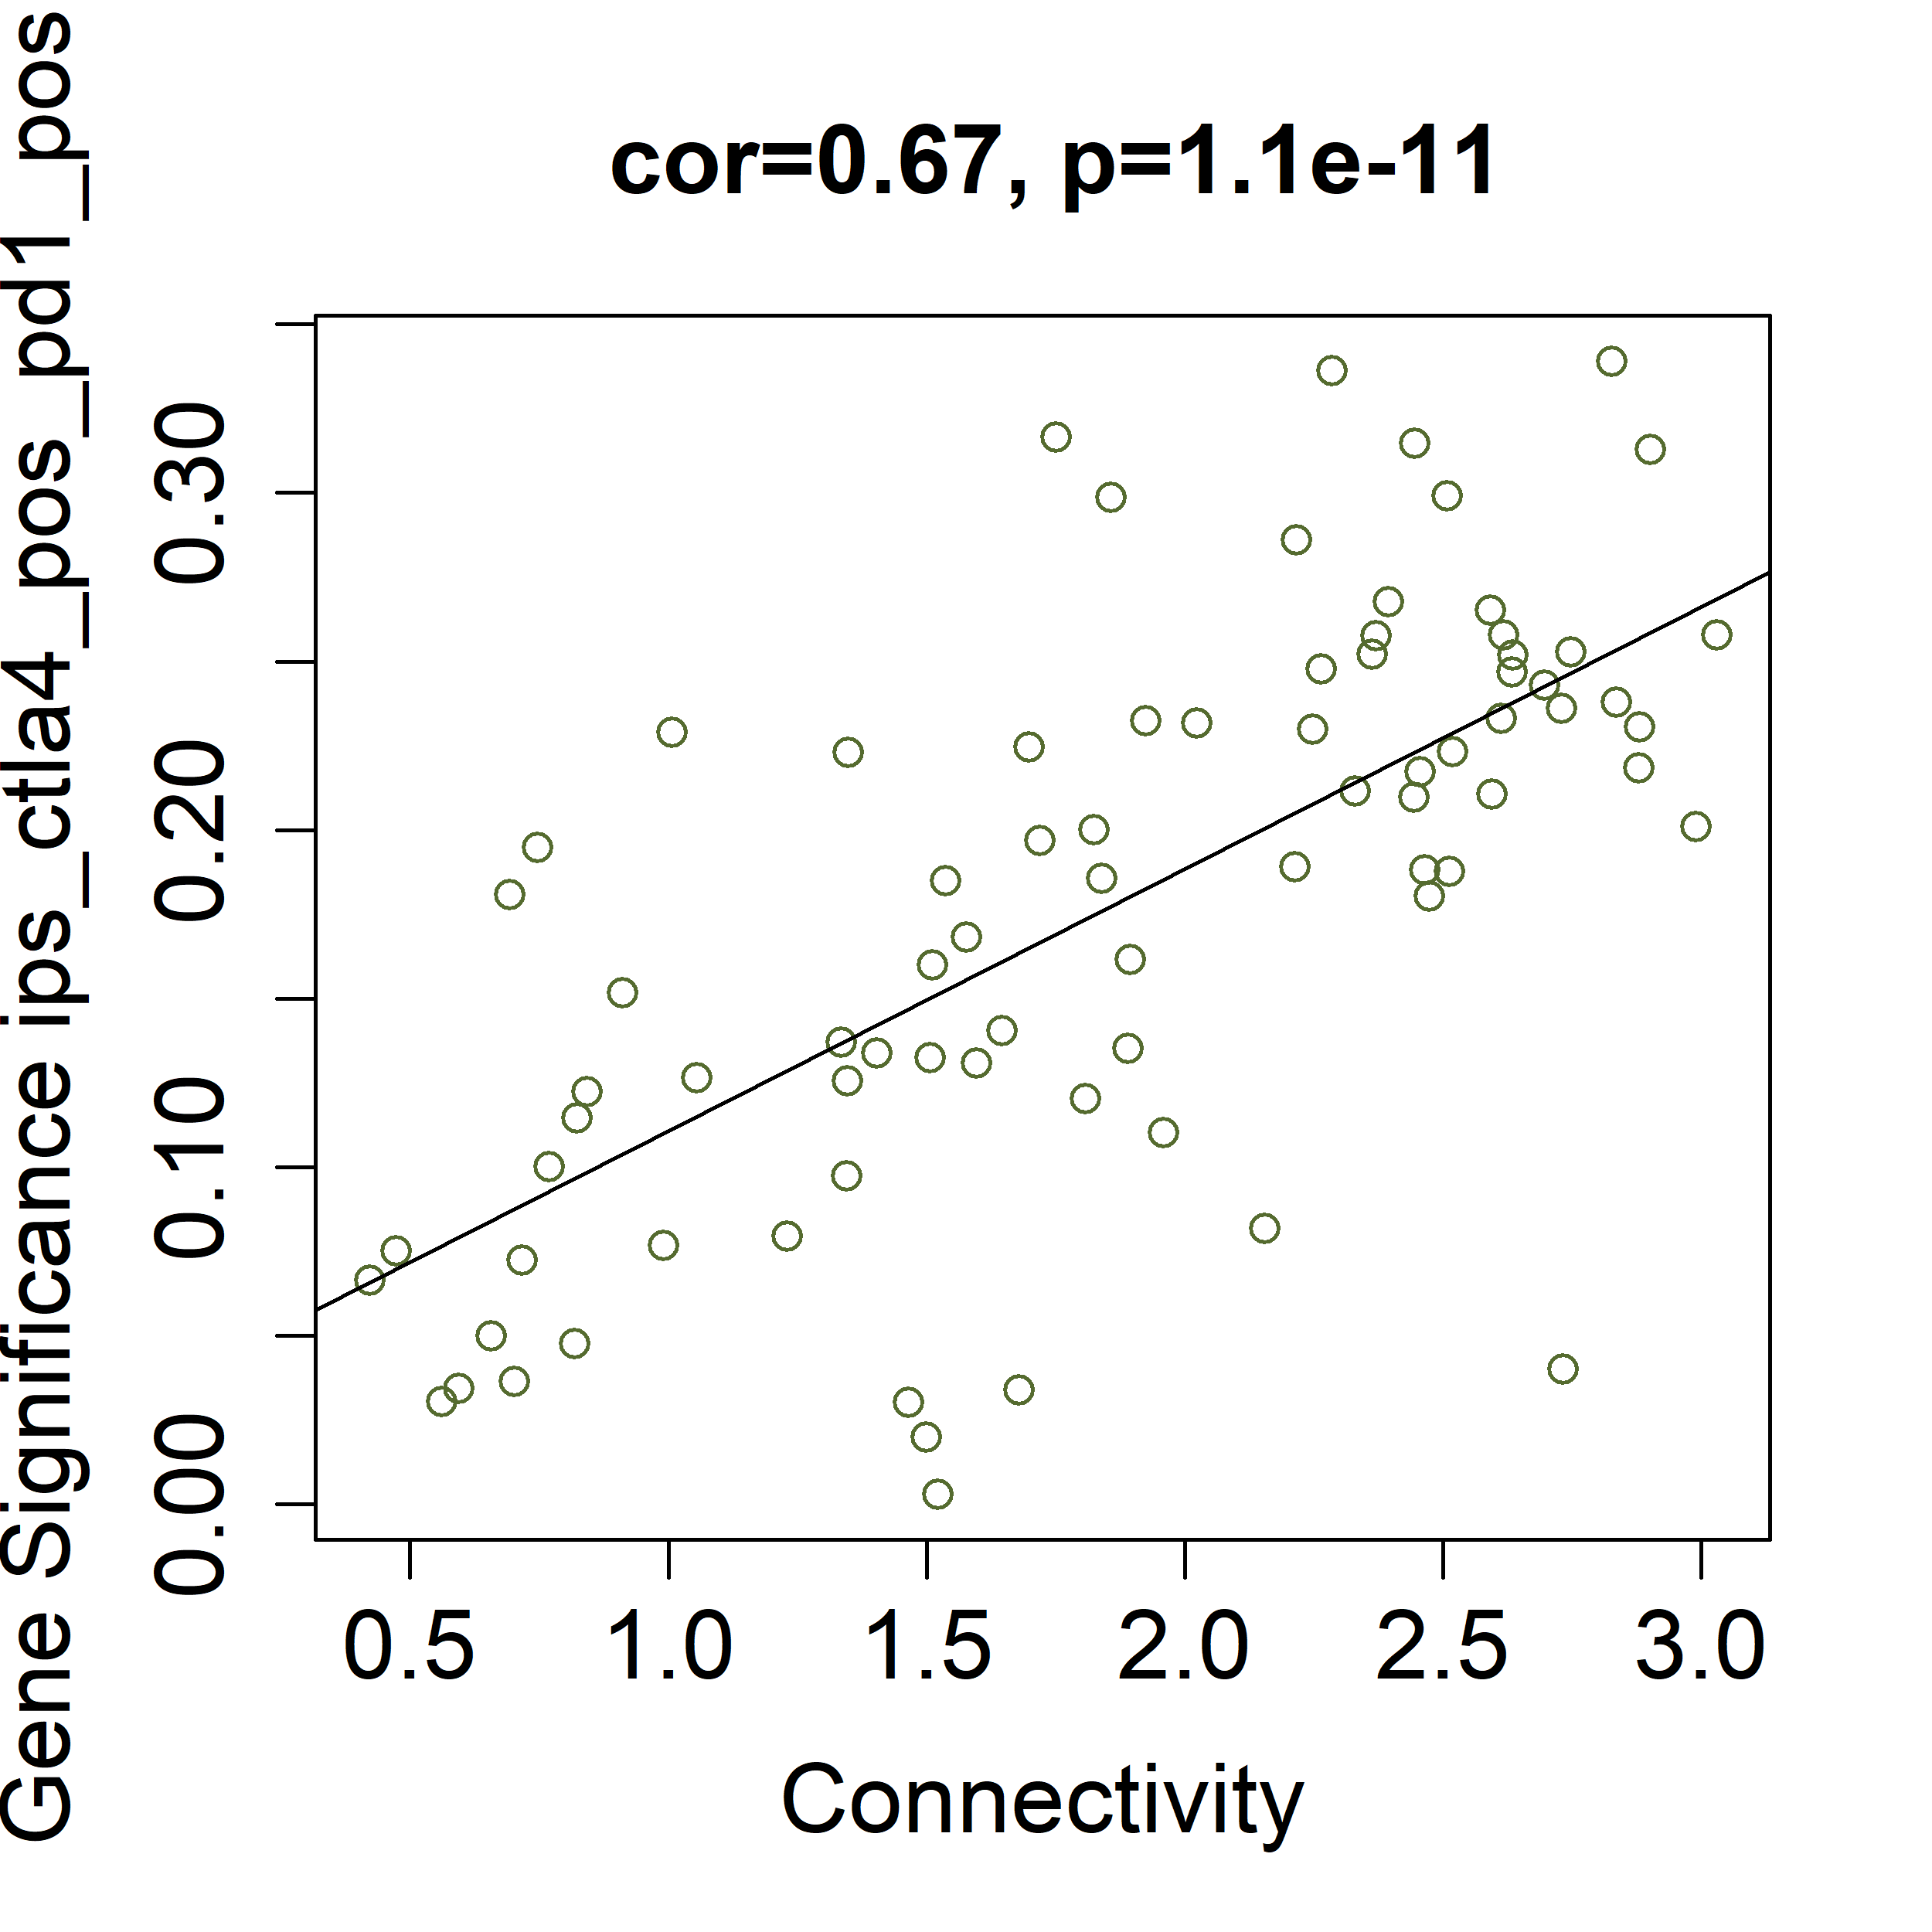 cor=0.67, p=1.1e-11
Gene Significance ips_ctla4_pos_pd1_pos
0.30
0.20
0.10
0.00
0.5 1.0 1.5 2.0 2.5 3.0
Connectivity